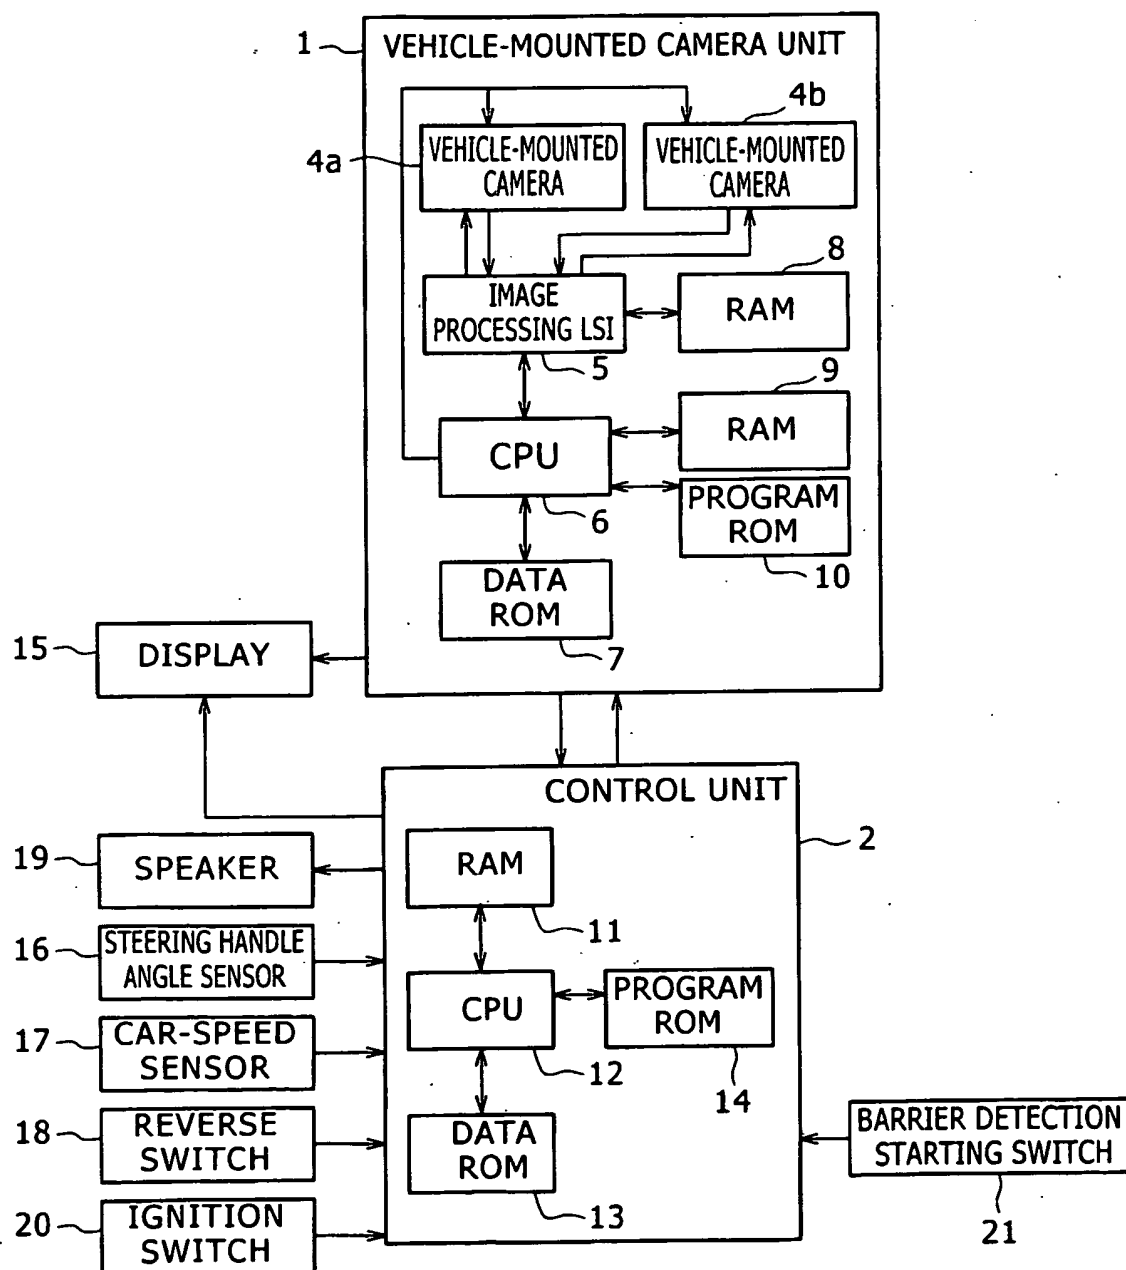 1
VEHICLE-MOUNTED CAMERA UNIT
4b
4a
VEHICLE-MOUNTED
CAMERA
VEHICLE-MOUNTED
CAMERA
8
IMAGE
PROCESSING LSI
RAM
5
9
CPU
RAM
6
PROGRAM
ROM
10
DATA
ROM
7
15
DISPLAY
CONTROL UNIT
2
19
SPEAKER
RAM
11
16
STEERING HANDLE
ANGLE SENSOR
CPU
12
PROGRAM
ROM
14
17
CAR-SPEED
SENSOR
18
REVERSE
SWITCH
DATA
ROM
13
BARRIER DETECTION
STARTING SWITCH
21
20
IGNITION
SWITCH